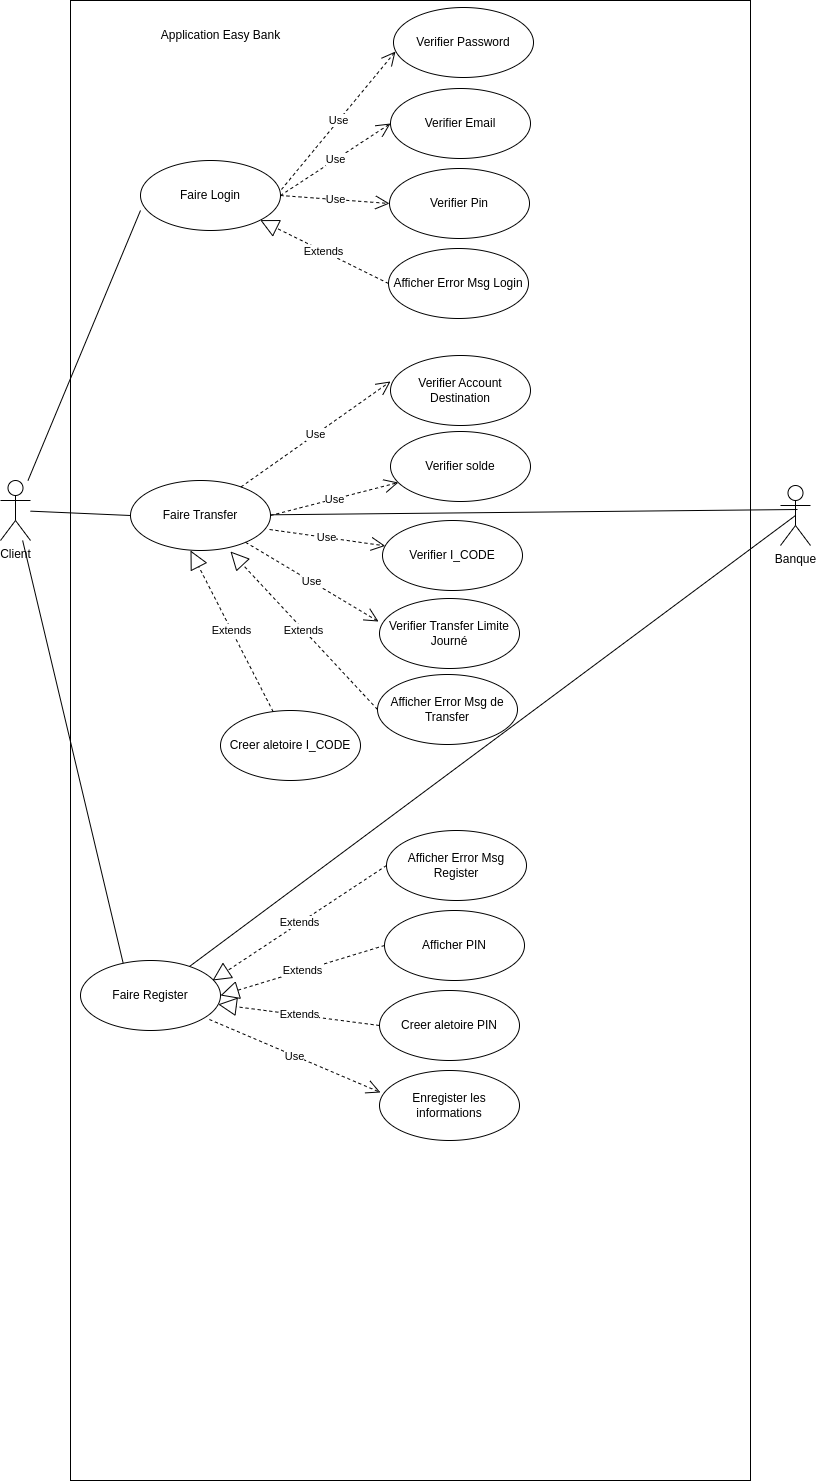 Application Easy Bank
Verifier Password
Use
Verifier Email
Use
Faire Login
Use
Verifier Pin
Extends
Afficher Error Msg Login
Verifier Account
Destination
Use
Verifier solde
Use
Faire Transfer
Client
Banque
Use
Verifier I_CODE
Use
Verifier Transfer Limite
Journé
Extends
Extends
Afficher Error Msg de
Transfer
Creer aletoire I_CODE
Afficher Error Msg
Register
Extends
Afficher PIN
Extends
Faire Register
Extends
Creer aletoire PIN
Use
Enregister les
informations